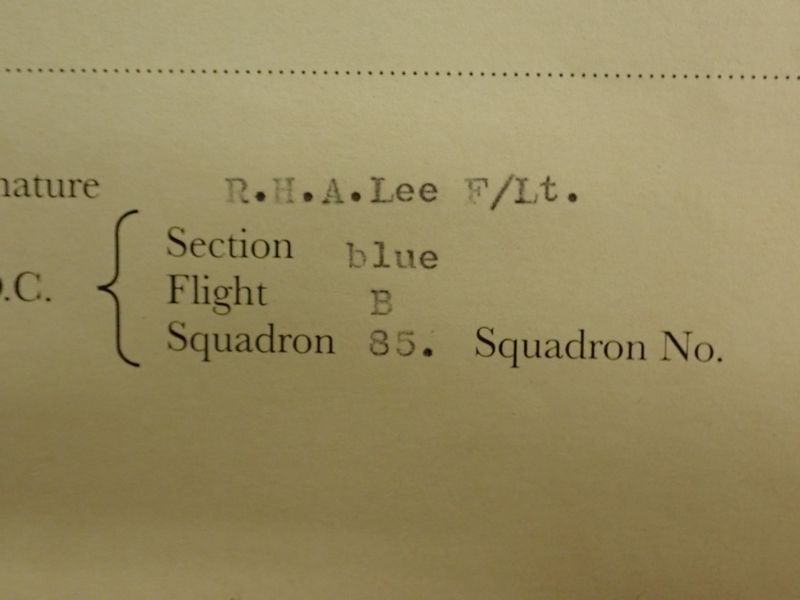 nature R.H.A.Lee F/Lt.
Section blue
O.C. Flight B
Squadron 85. Squadron No.